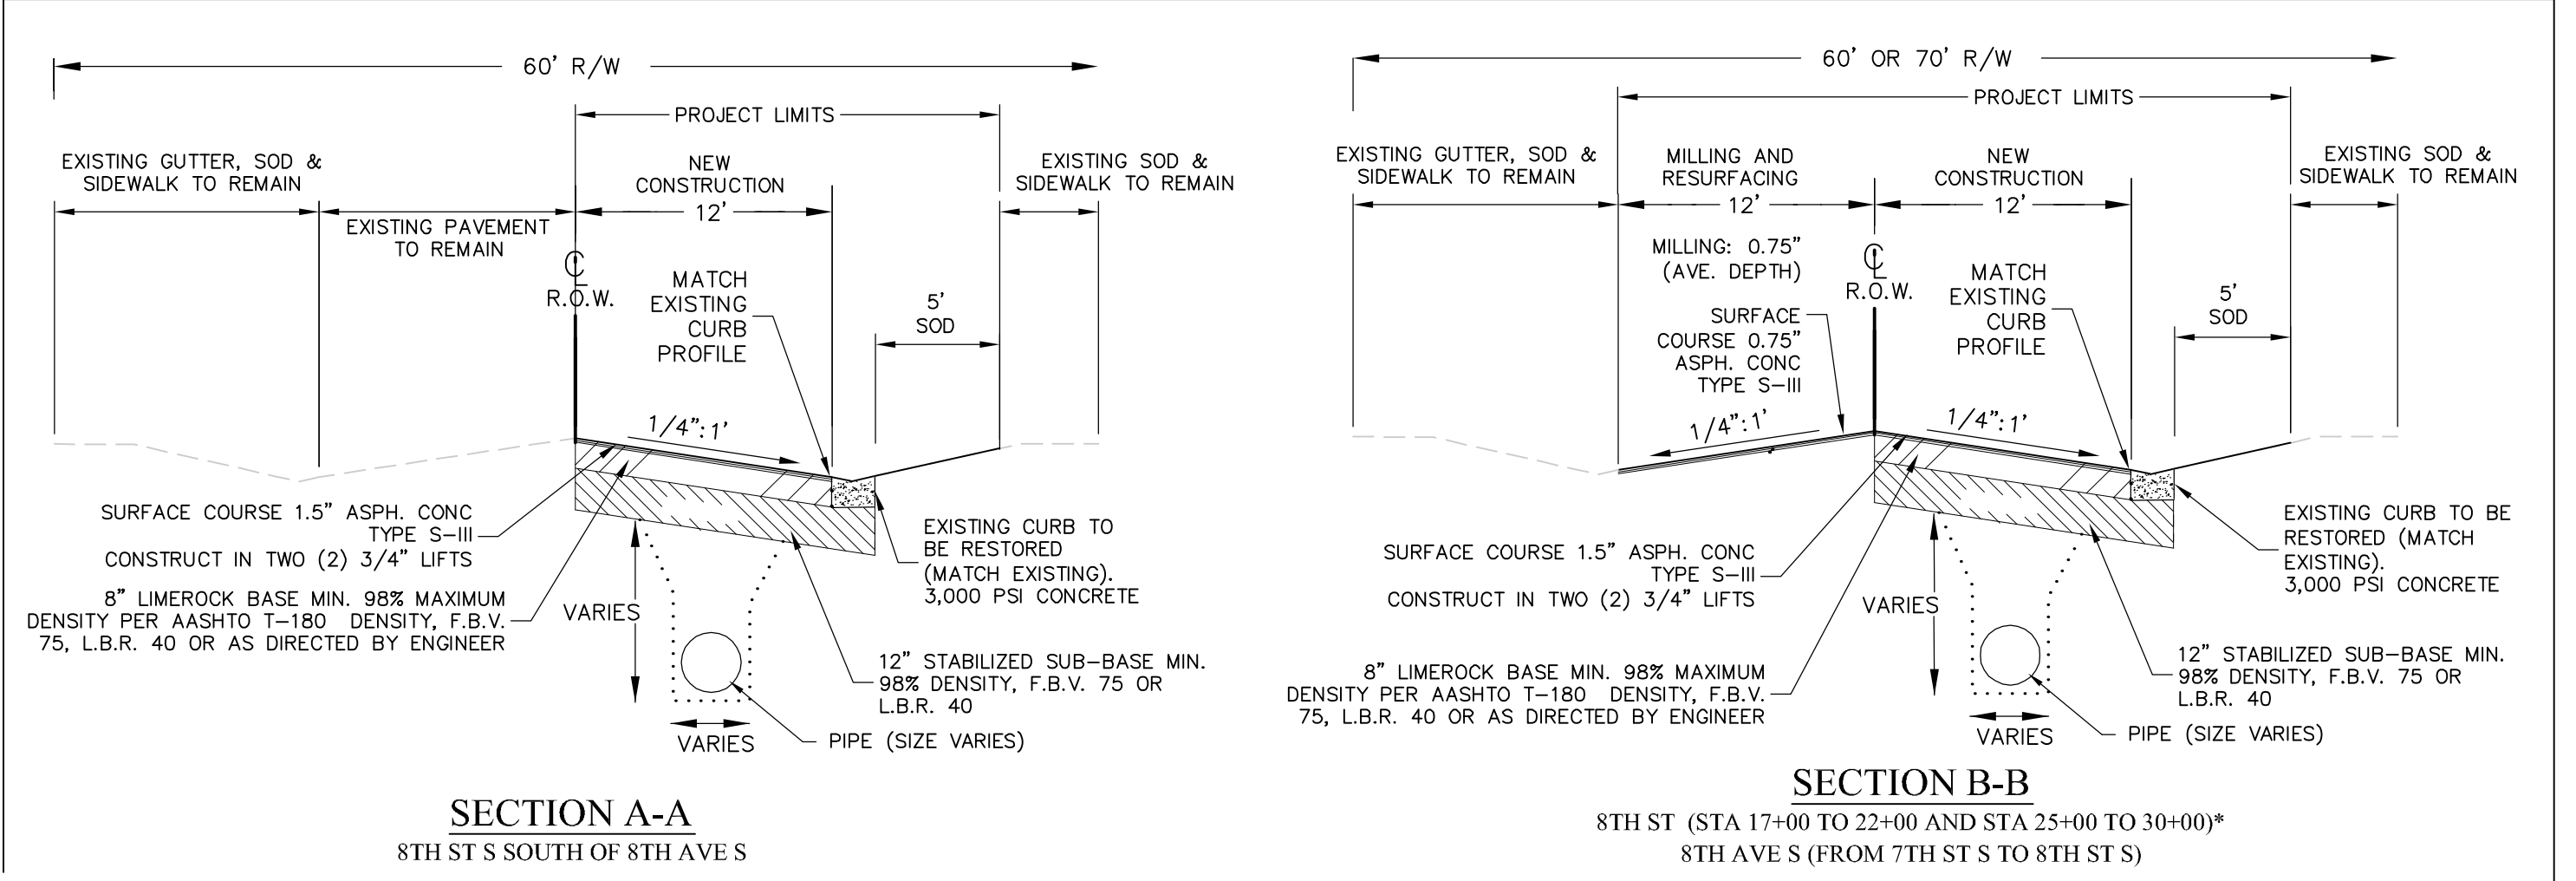 60' R/W
PROJECT LIMITS
EXISTING GUTTER, SOD &
SIDEWALK TO REMAIN
NEW
CONSTRUCTION
12'
EXISTING SOD &
SIDEWALK TO REMAIN
EXISTING PAVEMENT
TO REMAIN
CL
R.O.W.
MATCH
EXISTING
CURB
PROFILE
5'
SOD
1/4":1'
SURFACE COURSE 1.5" ASPH. CONC
TYPE S-III
CONSTRUCT IN TWO (2) 3/4" LIFTS
8" LIMEROCK BASE MIN. 98% MAXIMUM
DENSITY PER AASHTO T-180 DENSITY, F.B.V.
75, L.B.R. 40 OR AS DIRECTED BY ENGINEER
VARIES
EXISTING CURB TO
BE RESTORED
(MATCH EXISTING).
3,000 PSI CONCRETE
12" STABILIZED SUB-BASE MIN.
98% DENSITY, F.B.V. 75 OR
L.B.R. 40
VARIES
PIPE (SIZE VARIES)
SECTION A-A
8TH ST S SOUTH OF 8TH AVE S
60' OR 70' R/W
PROJECT LIMITS
EXISTING GUTTER, SOD &
SIDEWALK TO REMAIN
MILLING AND
RESURFACING
12'
NEW
CONSTRUCTION
12'
EXISTING SOD &
SIDEWALK TO REMAIN
MILLING: 0.75"
(AVE. DEPTH)
CL
R.O.W.
SURFACE
COURSE 0.75"
ASPH. CONC
TYPE S-III
MATCH
EXISTING
CURB
PROFILE
5'
SOD
1/4":1'
1/4":1'
SURFACE COURSE 1.5" ASPH. CONC
TYPE S-III
CONSTRUCT IN TWO (2) 3/4" LIFTS
8" LIMEROCK BASE MIN. 98% MAXIMUM
DENSITY PER AASHTO T-180 DENSITY, F.B.V.
75, L.B.R. 40 OR AS DIRECTED BY ENGINEER
VARIES
EXISTING CURB TO BE
RESTORED (MATCH
EXISTING).
3,000 PSI CONCRETE
12" STABILIZED SUB-BASE MIN.
98% DENSITY, F.B.V. 75 OR
L.B.R. 40
VARIES
PIPE (SIZE VARIES)
SECTION B-B
8TH ST (STA 17+00 TO 22+00 AND STA 25+00 TO 30+00)*
8TH AVE S (FROM 7TH ST S TO 8TH ST S)